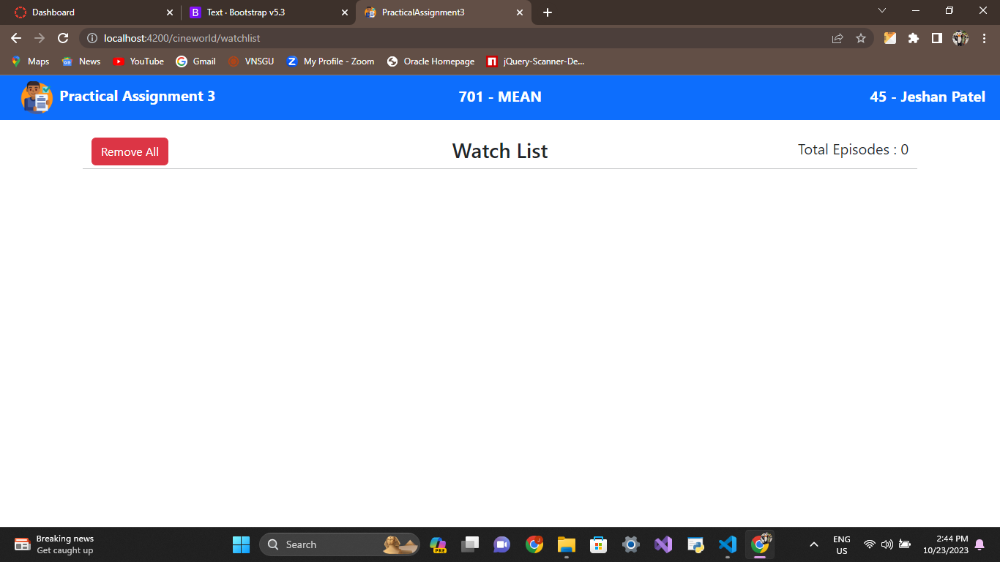 Dashboard
Text · Bootstrap v5.3
PracticalAssignment3
localhost:4200/cineworld/watchlist
Maps
News
YouTube
Gmail
VNSGU
My Profile - Zoom
Oracle Homepage
jQuery-Scanner-De...
Practical Assignment 3
701 - MEAN
45 - Jeshan Patel
Remove All
Watch List
Total Episodes : 0
Breaking news
Get caught up
Search
PRE
ENG
US
2:44 PM
10/23/2023